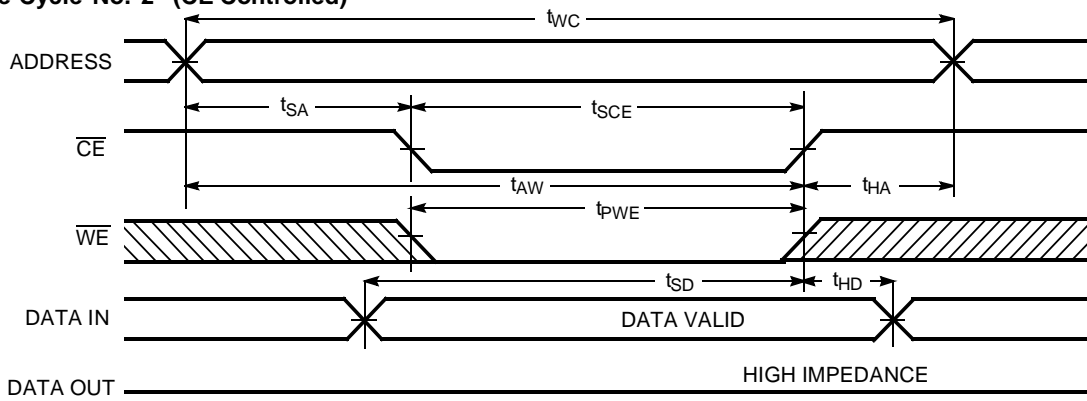 e Cycle No. 2 (CE Controlled)
tWC
ADDRESS
tSA
tSCE
CE
tAW
tHA
tPWE
WE
tSD
tHD
DATA IN
DATA VALID
HIGH IMPEDANCE
DATA OUT